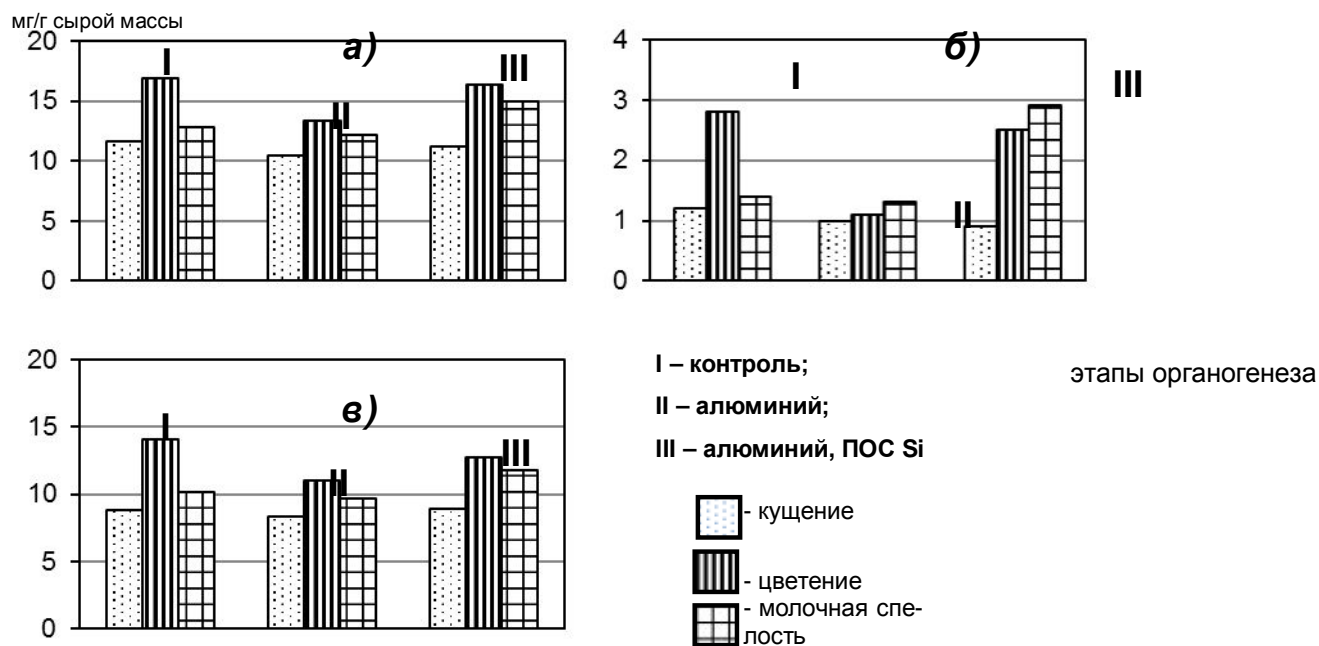 мг/г сырой массы
20
15
10
5
0
I
а)
II
III
4
3
2
1
0
I
б)
II
III
20
15
10
5
0
I
в)
II
III
I – контроль;
II – алюминий;
III – алюминий, ПОС Si
этапы органогенеза
- кущение
- цветение
- молочная спе-
лость